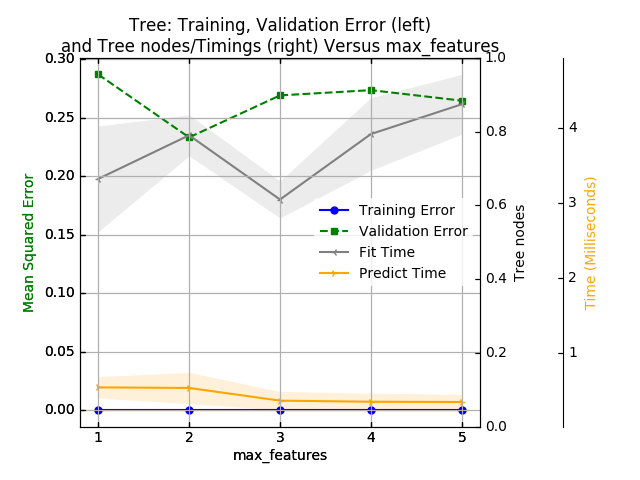 Tree: Training, Validation Error (left)
and Tree nodes/Timings (right) Versus max_features
0.30
0.25
0.20
0.15
0.10
0.05
0.00
Mean Squared Error
1 2 3 4 5
max_features
Training Error
Validation Error
Fit Time
Predict Time
1.0
0.8
0.6
0.4
0.2
0.0
Tree nodes
4
3
2
1
Time (Milliseconds)